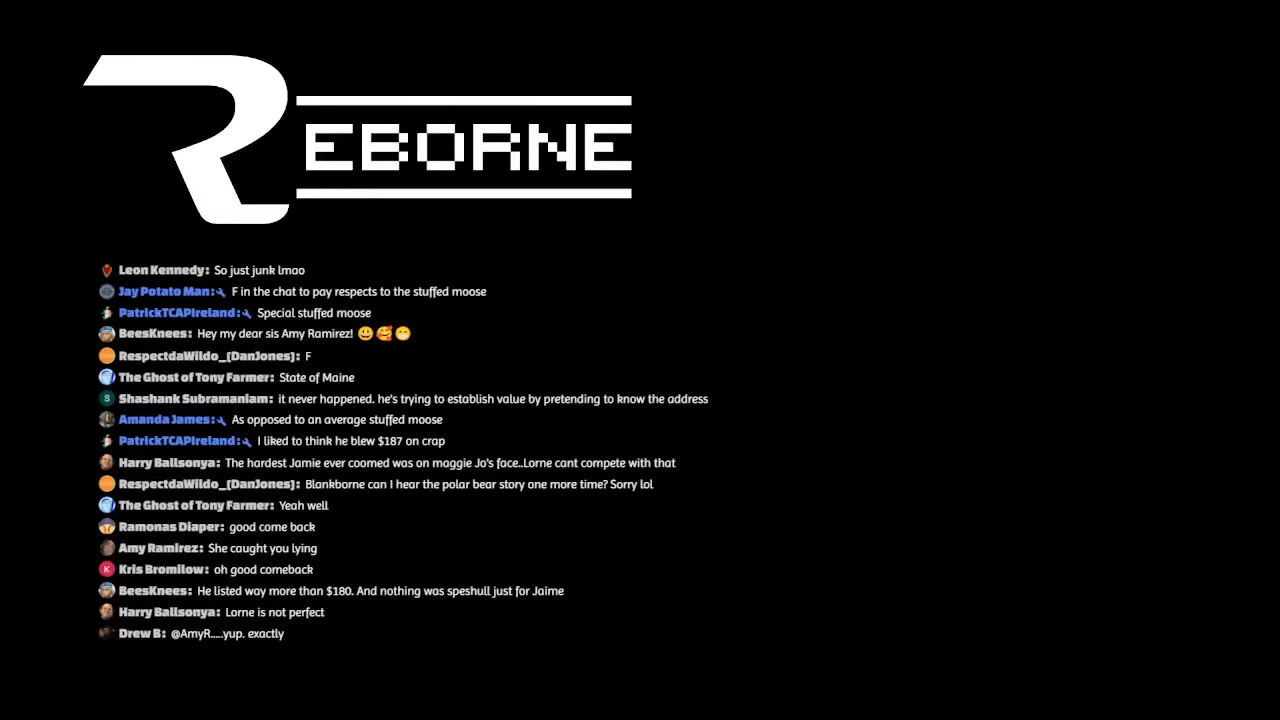 REBORNE
Leon Kennedy: So just junk lmao
Jay Potato Man: F in the chat to pay respects to the stuffed moose
PatrickTCAPIreland: Special stuffed moose
BeesKnees: Hey my dear sis Amy Ramirez! 😃🥰😁
RespectdaWildo_(DanJones): F
The Ghost of Tony Farmer: State of Maine
S Shashank Subramaniam: it never happened. he's trying to establish value by pretending to know the address
Amanda James: As opposed to an average stuffed moose
PatrickTCAPIreland: I liked to think he blew $187 on crap
Harry Ballsonya: The hardest Jamie ever coomed was on maggie Jo's face..Lorne cant compete with that
RespectdaWildo_(DanJones): Blankborne can I hear the polar bear story one more time? Sorry lol
The Ghost of Tony Farmer: Yeah well
Ramonas Diaper: good come back
Amy Ramirez: She caught you lying
K Kris Bromilow: oh good comeback
BeesKnees: He listed way more than $180. And nothing was speshull just for Jaime
Harry Ballsonya: Lorne is not perfect
Drew B: @AmyR.....yup. exactly